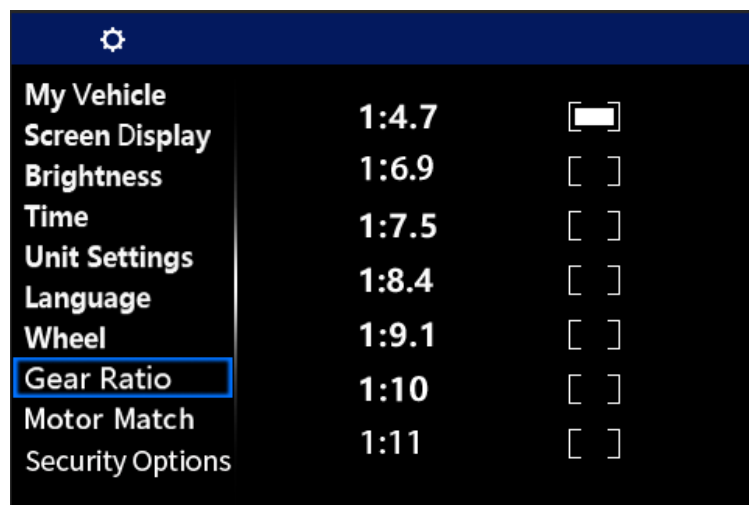 My Vehicle
Screen Display
Brightness
Time
Unit Settings
Language
Wheel
Gear Ratio
Motor Match
Security Options
1:4.7
1:6.9
1:7.5
1:8.4
1:9.1
1:10
1:11